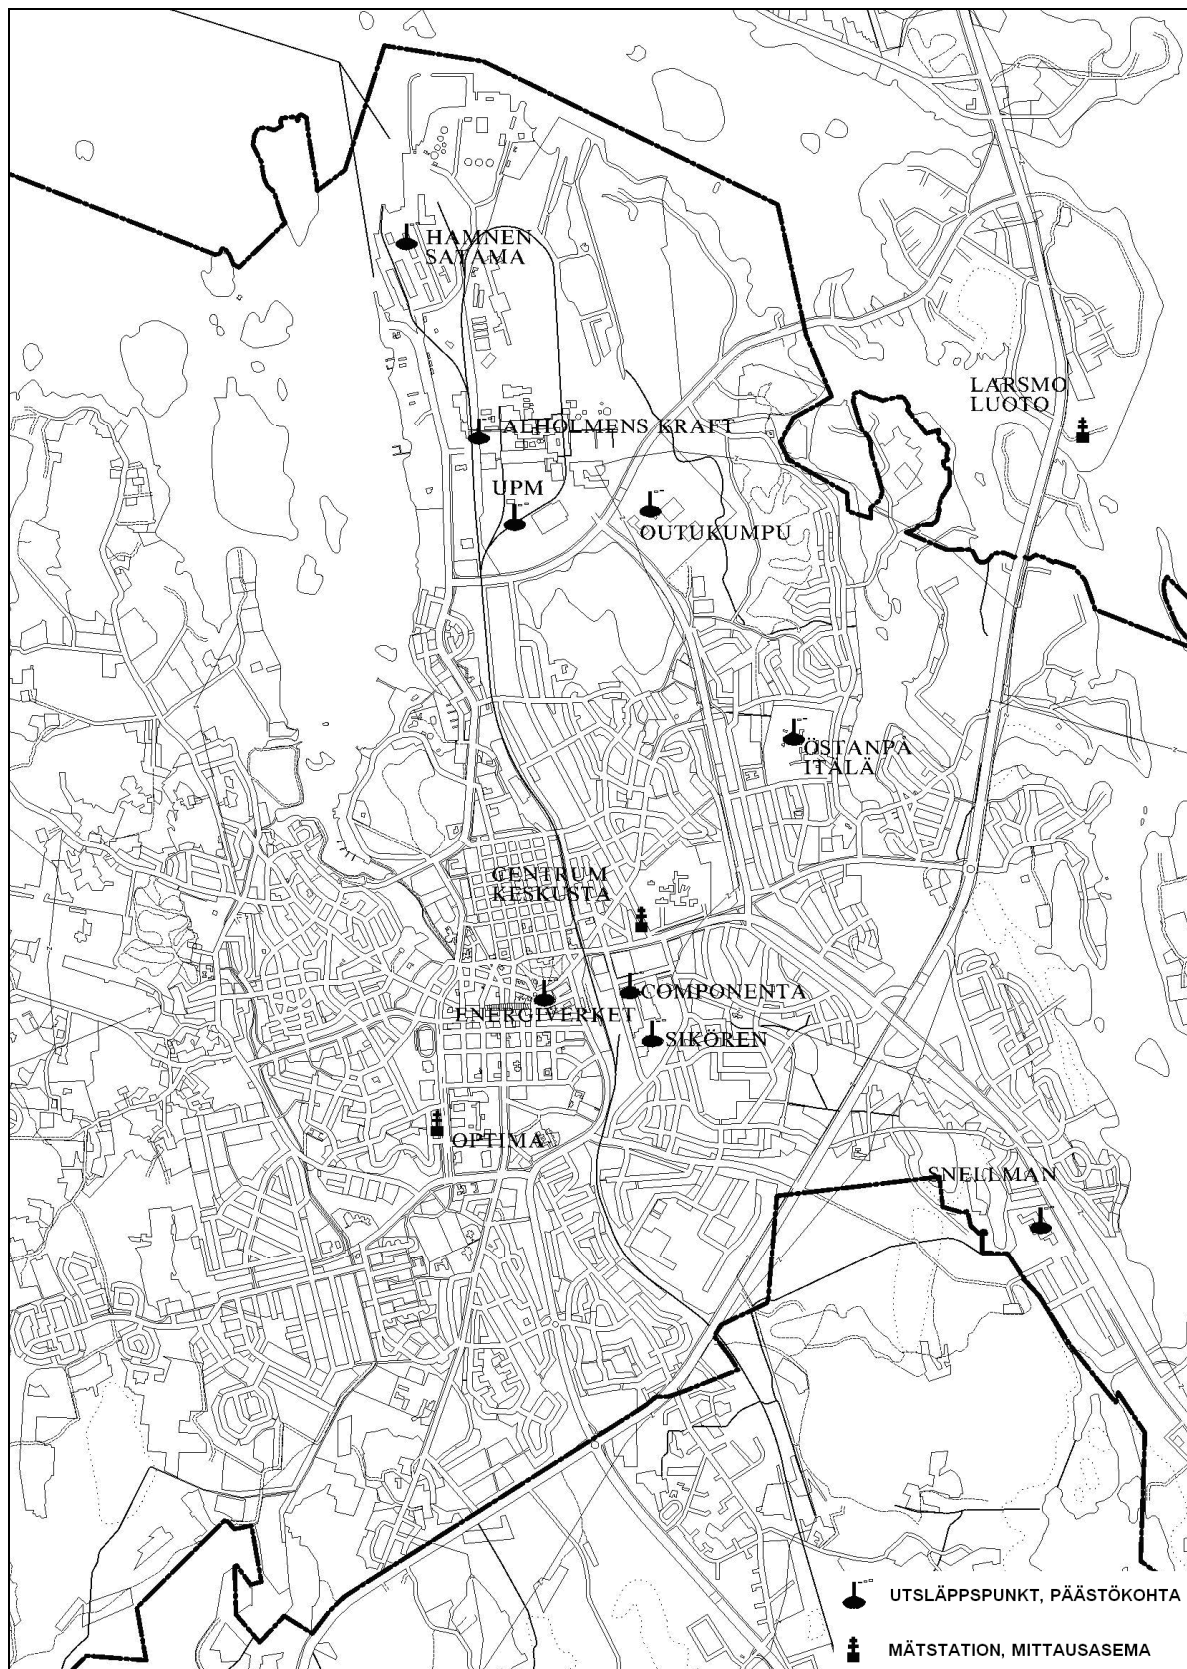 HAMNEN
SATAMA
LARSMO
LUOTO
ALHOLMENS KRAFT
UPM
OUTUKUMPU
ÖSTANPÅ
ITÄLÄ
CENTRUM
KESKUSTA
COMPONENTA
ENERGIVERKET
SIKÖREN
OPTIMA
SNELLMAN
UTSLÄPPSPUNKT, PÄÄSTÖKOHTA
MÄTSTATION, MITTAUSASEMA